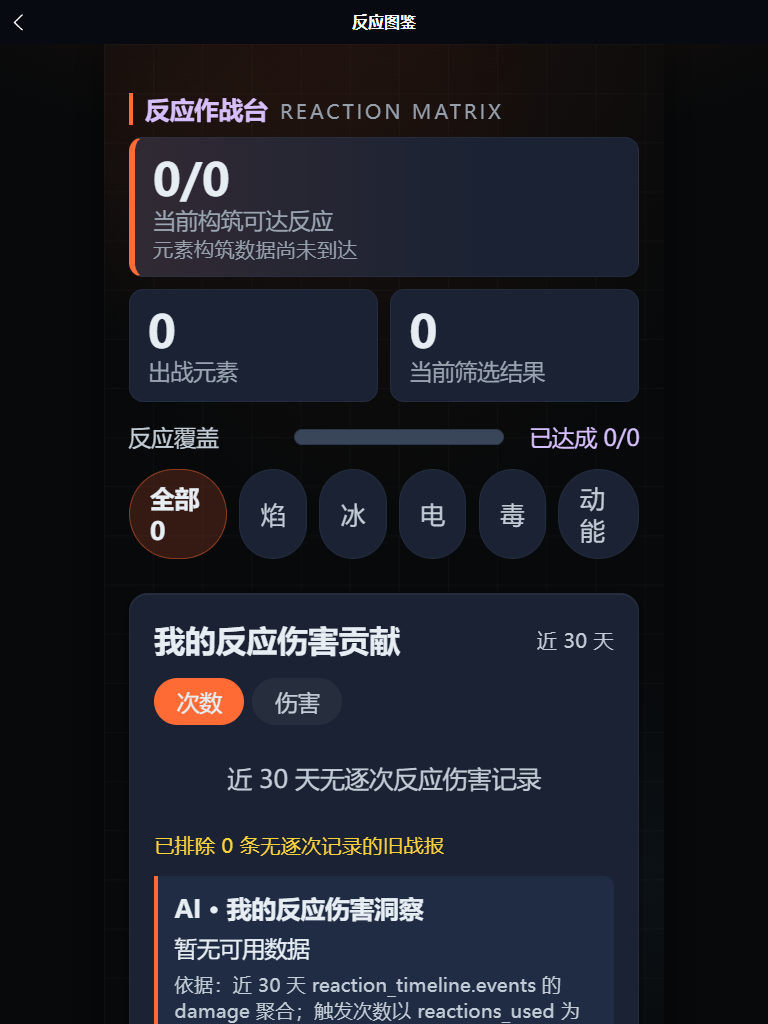 反应图鉴
反应作战台 REACTION MATRIX
0/0
当前构筑可达反应
元素构筑数据尚未到达
0
出战元素
0
当前筛选结果
反应覆盖 已达成 0/0
全部
0
焰
冰
电
毒
动
能
我的反应伤害贡献 近 30 天
次数 伤害
近 30 天无逐次反应伤害记录
已排除 0 条无逐次记录的旧战报
AI · 我的反应伤害洞察
暂无可用数据
依据：近 30 天 reaction_timeline.events 的
damage 聚合；触发次数以 reactions_used 为